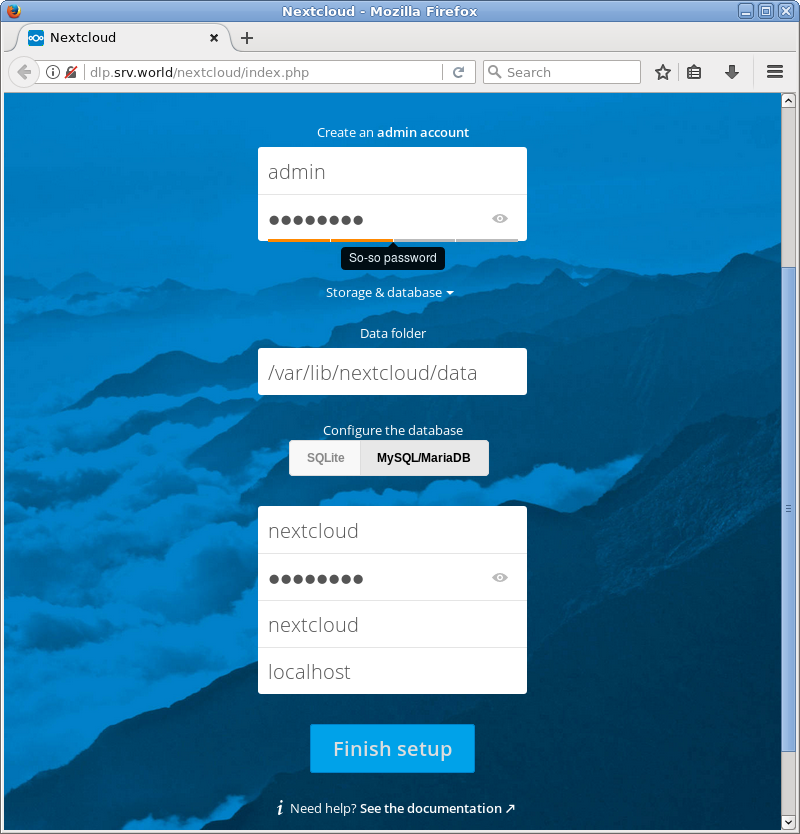 Nextcloud - Mozilla Firefox
Nextcloud
dlp.srv.world/nextcloud/index.php
Search
Create an admin account
admin
●●●●●●●●
So-so password
Storage & database
Data folder
/var/lib/nextcloud/data
Configure the database
SQLite MySQL/MariaDB
nextcloud
●●●●●●●●
nextcloud
localhost
Finish setup
i Need help? See the documentation ↗